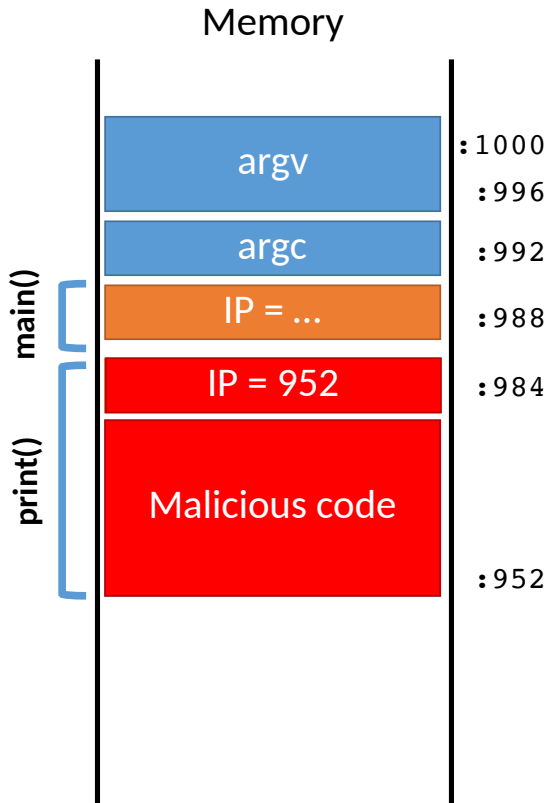 Memory
argv
:1000
:996
argc
:992
main()
IP = ...
:988
IP = 952
:984
print()
Malicious code
:952